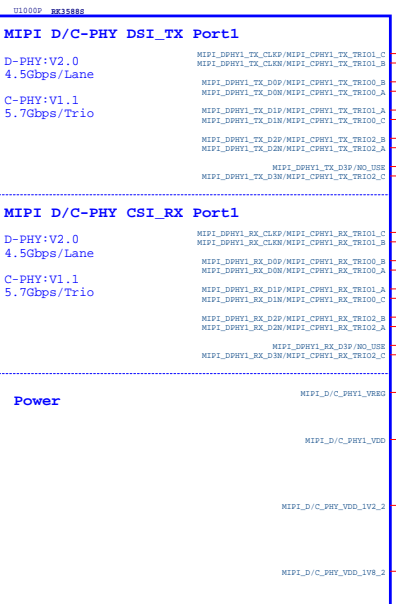 U1000P RK3588S
MIPI D/C-PHY DSI_TX Port1
D-PHY:V2.0
4.5Gbps/Lane
C-PHY:V1.1
5.7Gbps/Trio
MIPI_DPHY1_TX_CLKP/MIPI_CPHY1_TX_TRIO1_C
MIPI_DPHY1_TX_CLKN/MIPI_CPHY1_TX_TRIO1_B
MIPI_DPHY1_TX_D0P/MIPI_CPHY1_TX_TRIO0_B
MIPI_DPHY1_TX_D0N/MIPI_CPHY1_TX_TRIO0_A
MIPI_DPHY1_TX_D1P/MIPI_CPHY1_TX_TRIO1_A
MIPI_DPHY1_TX_D1N/MIPI_CPHY1_TX_TRIO0_C
MIPI_DPHY1_TX_D2P/MIPI_CPHY1_TX_TRIO2_B
MIPI_DPHY1_TX_D2N/MIPI_CPHY1_TX_TRIO2_A
MIPI_DPHY1_TX_D3P/NO_USE
MIPI_DPHY1_TX_D3N/MIPI_CPHY1_TX_TRIO2_C
MIPI D/C-PHY CSI_RX Port1
D-PHY:V2.0
4.5Gbps/Lane
C-PHY:V1.1
5.7Gbps/Trio
MIPI_DPHY1_RX_CLKP/MIPI_CPHY1_RX_TRIO1_C
MIPI_DPHY1_RX_CLKN/MIPI_CPHY1_RX_TRIO1_B
MIPI_DPHY1_RX_D0P/MIPI_CPHY1_RX_TRIO0_B
MIPI_DPHY1_RX_D0N/MIPI_CPHY1_RX_TRIO0_A
MIPI_DPHY1_RX_D1P/MIPI_CPHY1_RX_TRIO1_A
MIPI_DPHY1_RX_D1N/MIPI_CPHY1_RX_TRIO0_C
MIPI_DPHY1_RX_D2P/MIPI_CPHY1_RX_TRIO2_B
MIPI_DPHY1_RX_D2N/MIPI_CPHY1_RX_TRIO2_A
MIPI_DPHY1_RX_D3P/NO_USE
MIPI_DPHY1_RX_D3N/MIPI_CPHY1_RX_TRIO2_C
Power
MIPI_D/C_PHY1_VREG
MIPI_D/C_PHY1_VDD
MIPI_D/C_PHY_VDD_1V2_2
MIPI_D/C_PHY_VDD_1V8_2